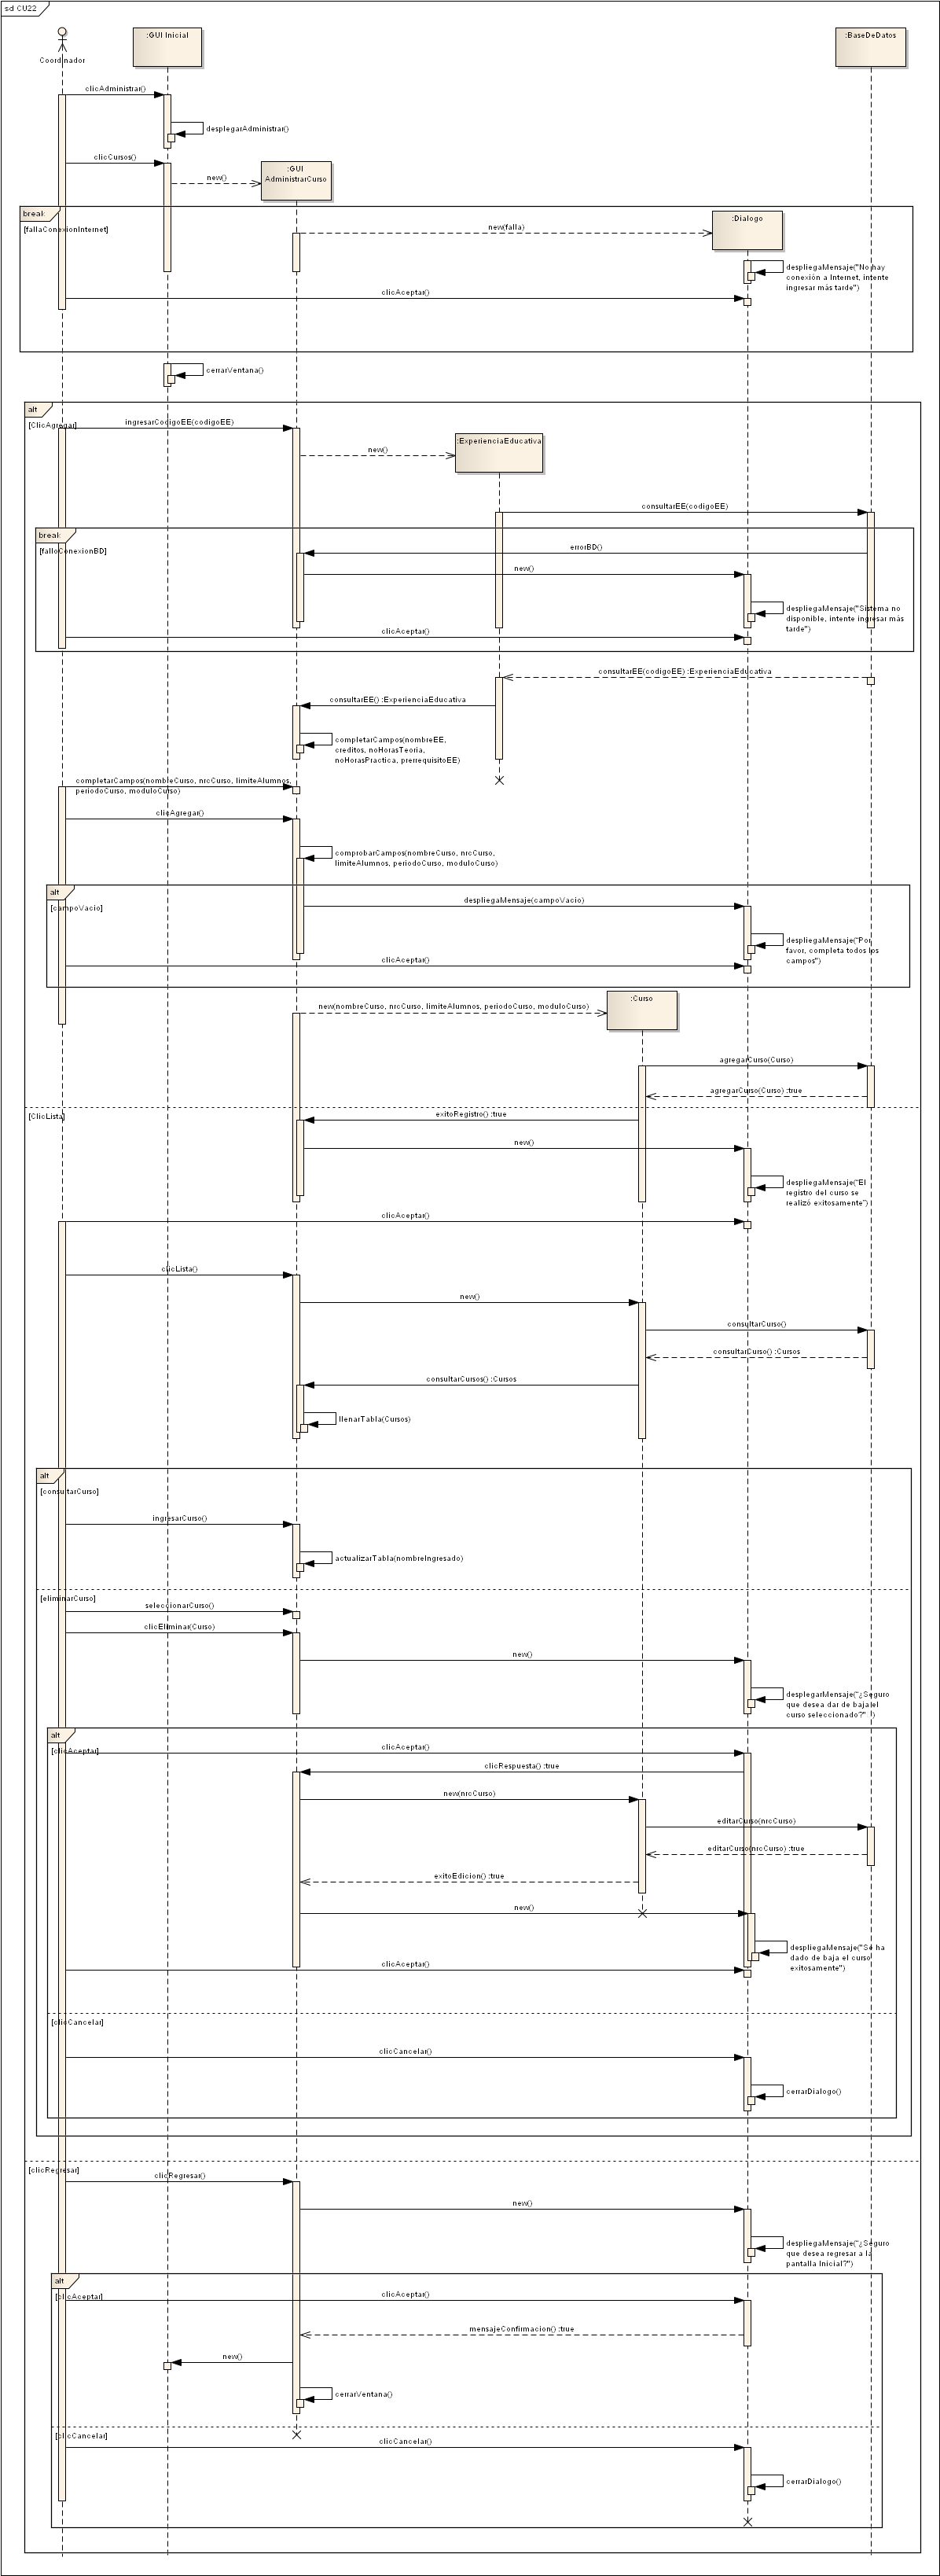 sd CU22
:GUI Inicial
:BaseDeDatos
Coordinador
clicAdministrar()
desplegarAdministrar()
clicCursos()
new()
:GUI
AdministrarCurso
break
[fallaConexionInternet]
new(falla)
:Dialogo
despliegaMensaje("No hay
conexión a Internet, intente
ingresar más tarde")
clicAceptar()
cerrarVentana()
alt
[ClicAgregar]
ingresarCodigoEE(codigoEE)
new()
:ExperienciaEducativa
consultarEE(codigoEE)
break
[falloConexionBD]
errorBD()
new()
despliegaMensaje("Sistema no
disponible, intente ingresar más
tarde")
clicAceptar()
consultarEE(codigoEE) :ExperienciaEducativa
consultarEE() :ExperienciaEducativa
completarCampos(nombreEE,
creditos, noHorasTeoria,
noHorasPractica, prerrequisitoEE)
completarCampos(nombleCurso, nrcCurso, limiteAlumnos,
periodoCurso, moduloCurso)
clicAgregar()
comprobarCampos(nombreCurso, nrcCurso,
limiteAlumnos, periodoCurso, moduloCurso)
alt
[campoVacio]
despliegaMensaje(campoVacio)
despliegaMensaje("Por
favor, completa todos los
campos")
clicAceptar()
new(nombreCurso, nrcCurso, limiteAlumnos, periodoCurso, moduloCurso)
:Curso
agregarCurso(Curso)
agregarCurso(Curso) :true
[ClicLista]
exitoRegistro() :true
new()
despliegaMensaje("El
registro del curso se
realizó exitosamente")
clicAceptar()
clicLista()
new()
consultarCurso()
consultarCurso() :Cursos
consultarCursos() :Cursos
llenarTabla(Cursos)
alt
[consultarCurso]
ingresarCurso()
actualizarTabla(nombreIngresado)
[eliminarCurso]
seleccionarCurso()
clicEliminar(Curso)
new()
desplegarMensaje("¿Seguro
que desea dar de baja el
curso seleccionado?" )
alt
[clicAceptar]
clicAceptar()
clicRespuesta() :true
new(nrcCurso)
editarCurso(nrcCurso)
editarCurso(nrcCurso) :true
exitoEdicion() :true
new()
despliegaMensaje("Se ha
dado de baja el curso
exitosamente")
clicAceptar()
[clicCancelar]
clicCancelar()
cerrarDialogo()
[clicRegresar]
clicRegresar()
new()
despliegaMensaje("¿Seguro
que desea regresar a la
pantalla Inicial?")
alt
[clicAceptar]
clicAceptar()
mensajeConfirmacion() :true
new()
cerrarVentana()
[clicCancelar]
clicCancelar()
cerrarDialogo()